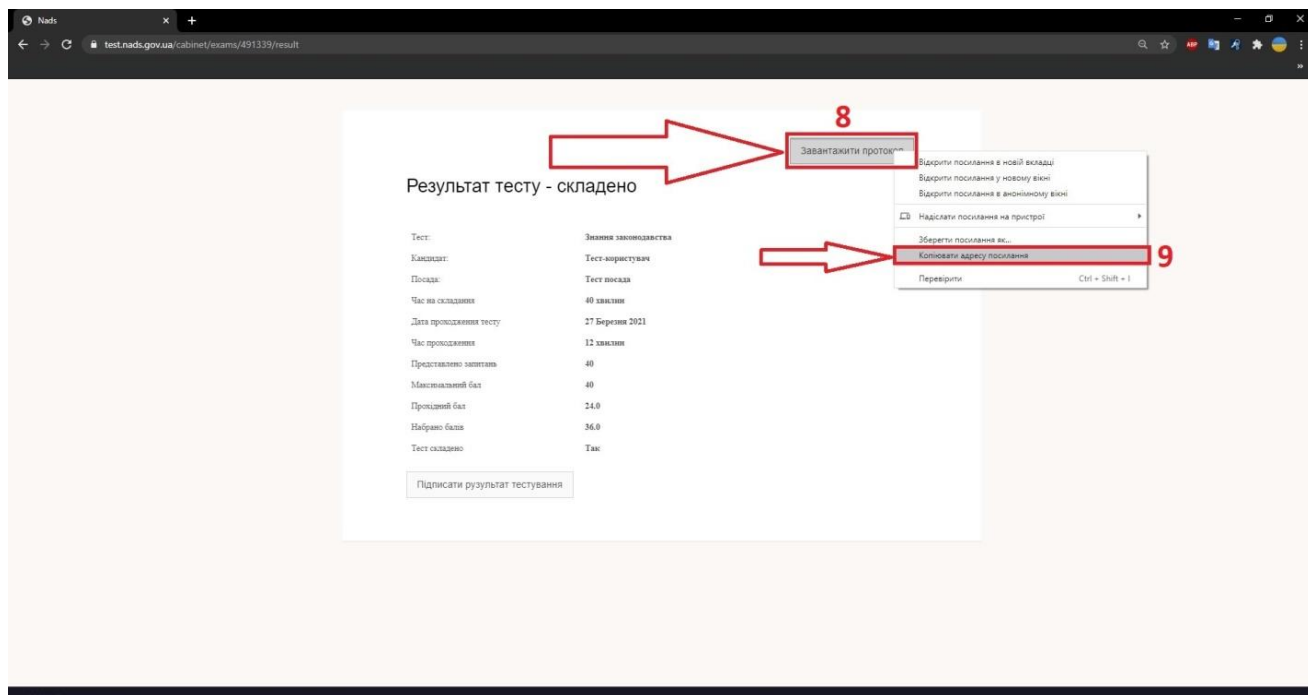 Nads
test.nads.gov.ua/cabinet/exams/491339/result
ABP
8
Завантажити протокол
Відкрити посилання в новій вкладці
Відкрити посилання у новому вікні
Відкрити посилання в анонімному вікні
Надіслати посилання на пристрої
Зберегти посилання як...
Копіювати адресу посилання
9
Перевірити Ctrl + Shift + I
Результат тесту - складено
Тест: Знання законодавства
Кандидат: Тест-користувач
Посада: Тест посада
Час на складання 40 хвилин
Дата проходження тесту 27 Березня 2021
Час проходження 12 хвилин
Представлено запитань 40
Максимальний бал 40
Прохідний бал 24.0
Набрано балів 36.0
Тест складено Так
Підписати рузультат тестування